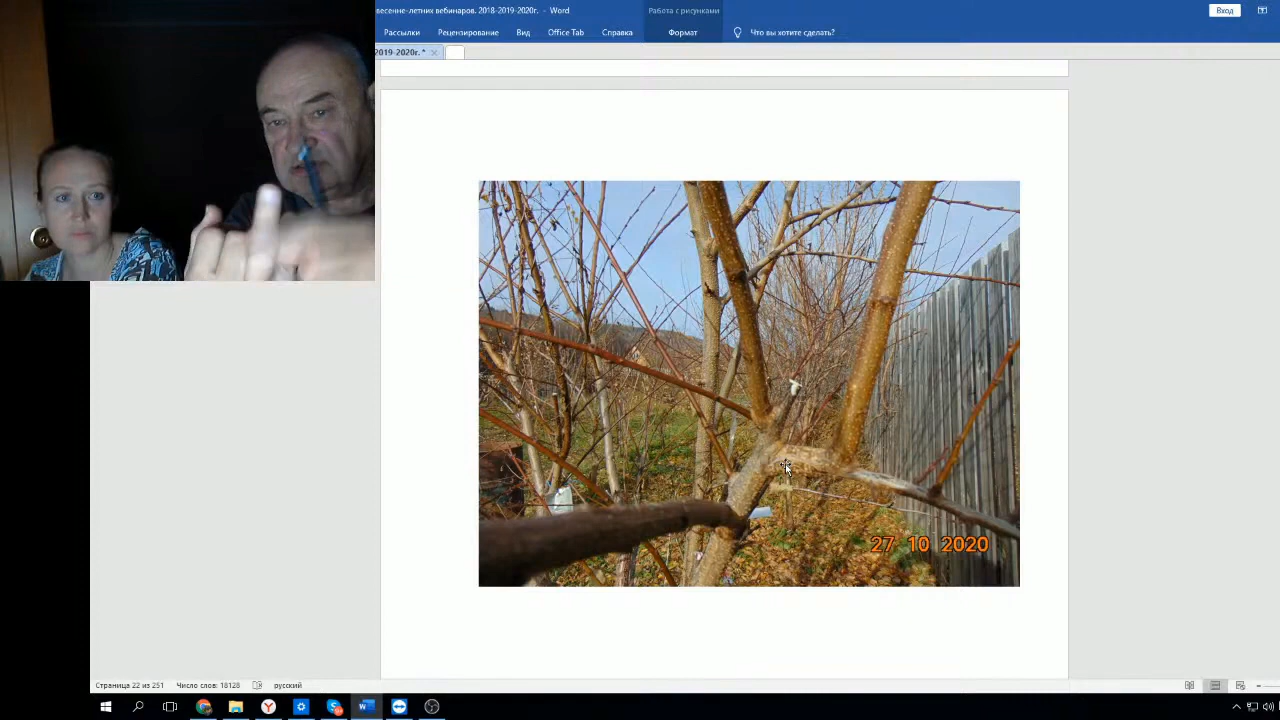 весенне-летних вебинаров. 2018-2019-2020г. - Word
Работа с рисунками
Вход
Рассылки Рецензирование Вид Office Tab Справка Формат Что вы хотите сделать?
2019-2020г. *
27 10 2020
Страница 22 из 251 Число слов: 18128 русский